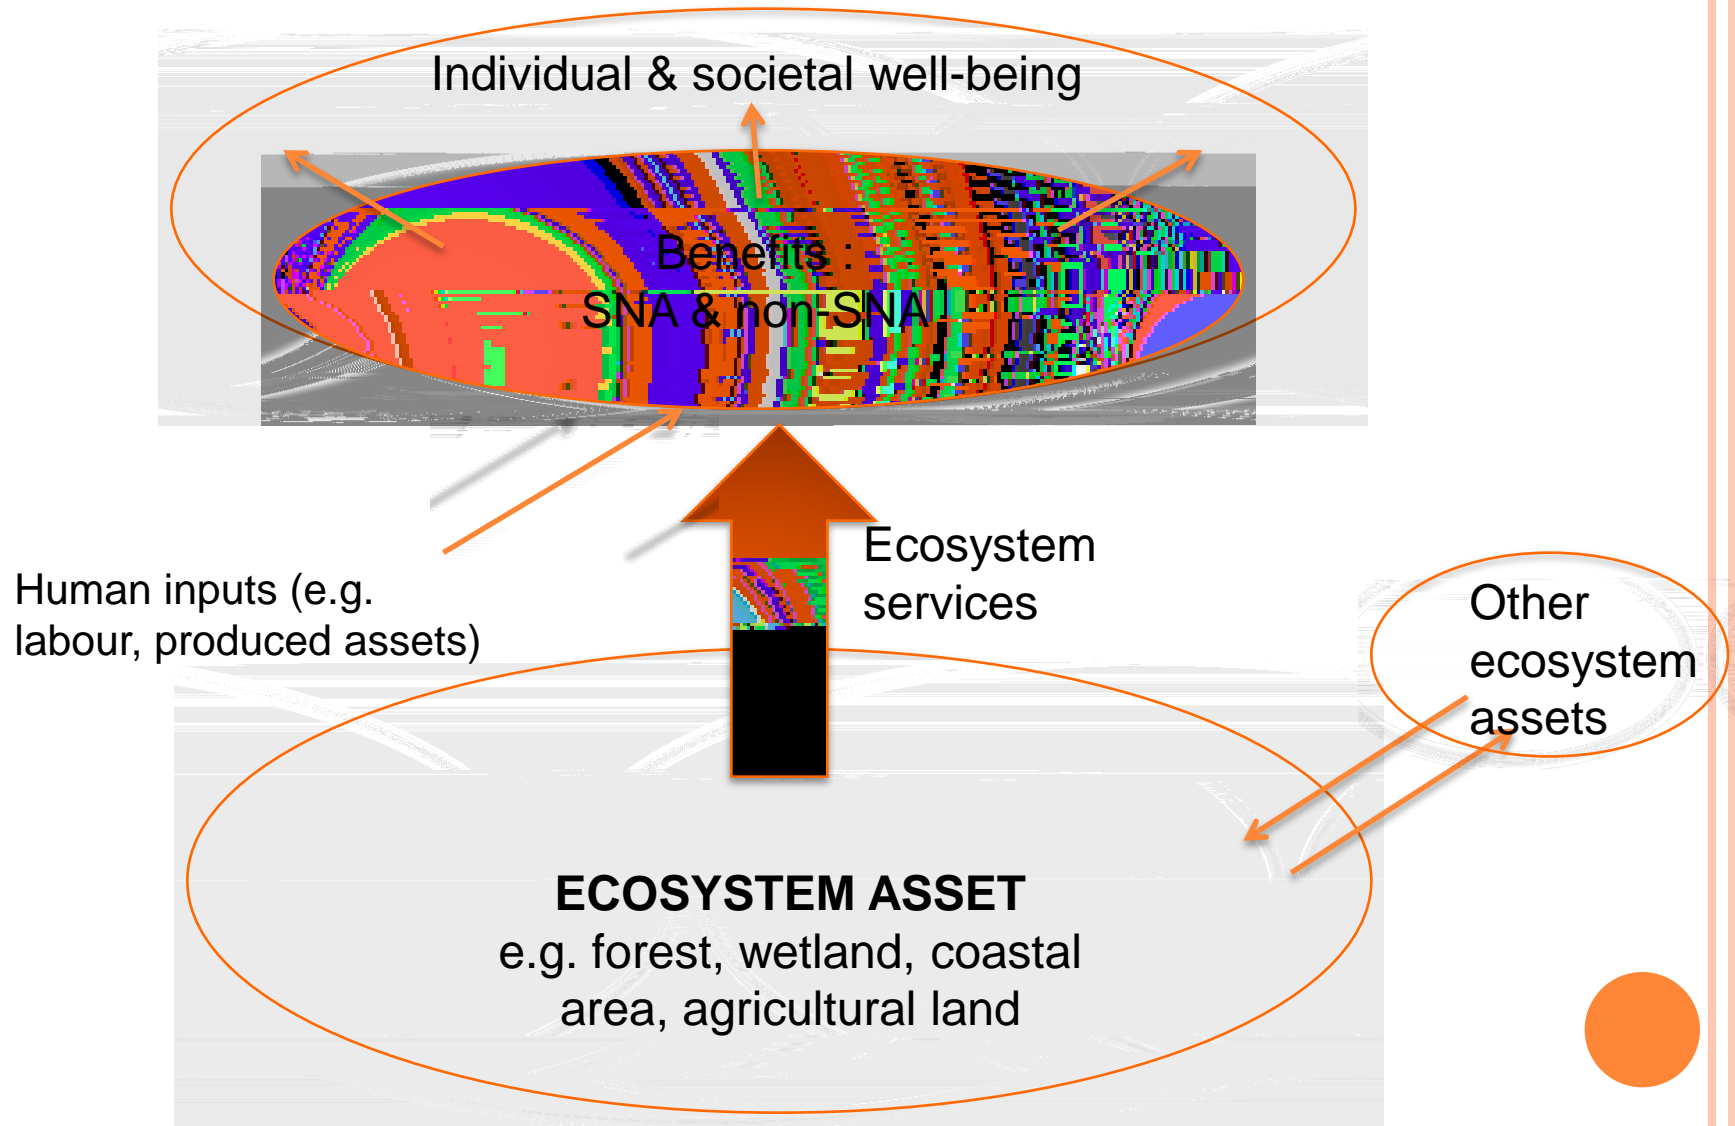 Individual & societal well-being
Benefits :
SNA & non-SNA
Ecosystem
services
Human inputs (e.g.
labour, produced assets)
Other
ecosystem
assets
ECOSYSTEM ASSET
e.g. forest, wetland, coastal
area, agricultural land